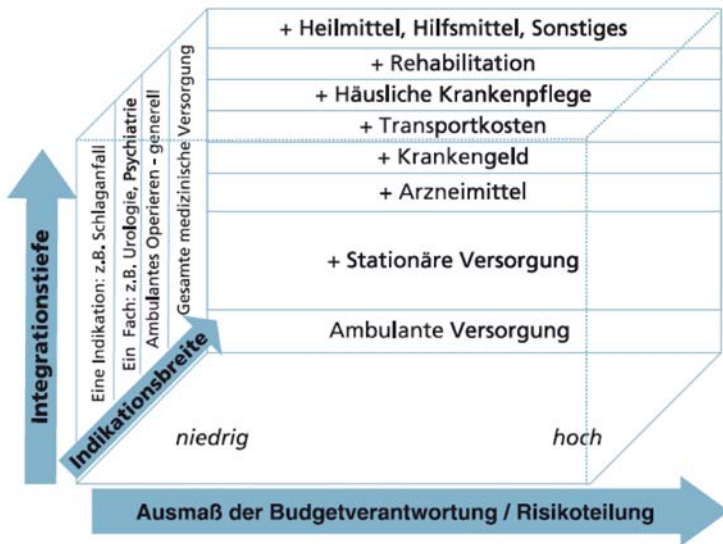 + Heilmittel, Hilfsmittel, Sonstiges
+ Rehabilitation
+ Häusliche Krankenpflege
+ Transportkosten
+ Krankengeld
+ Arzneimittel
+ Stationäre Versorgung
Ambulante Versorgung
Eine Indikation: z.B. Schlaganfall
Ein Fach: z.B. Urologie, Psychiatrie
Ambulantes Operieren - generell
Gesamte medizinische Versorgung
Integrationstiefe
Indikationsbreite
niedrig
hoch
Ausmaß der Budgetverantwortung / Risikoteilung